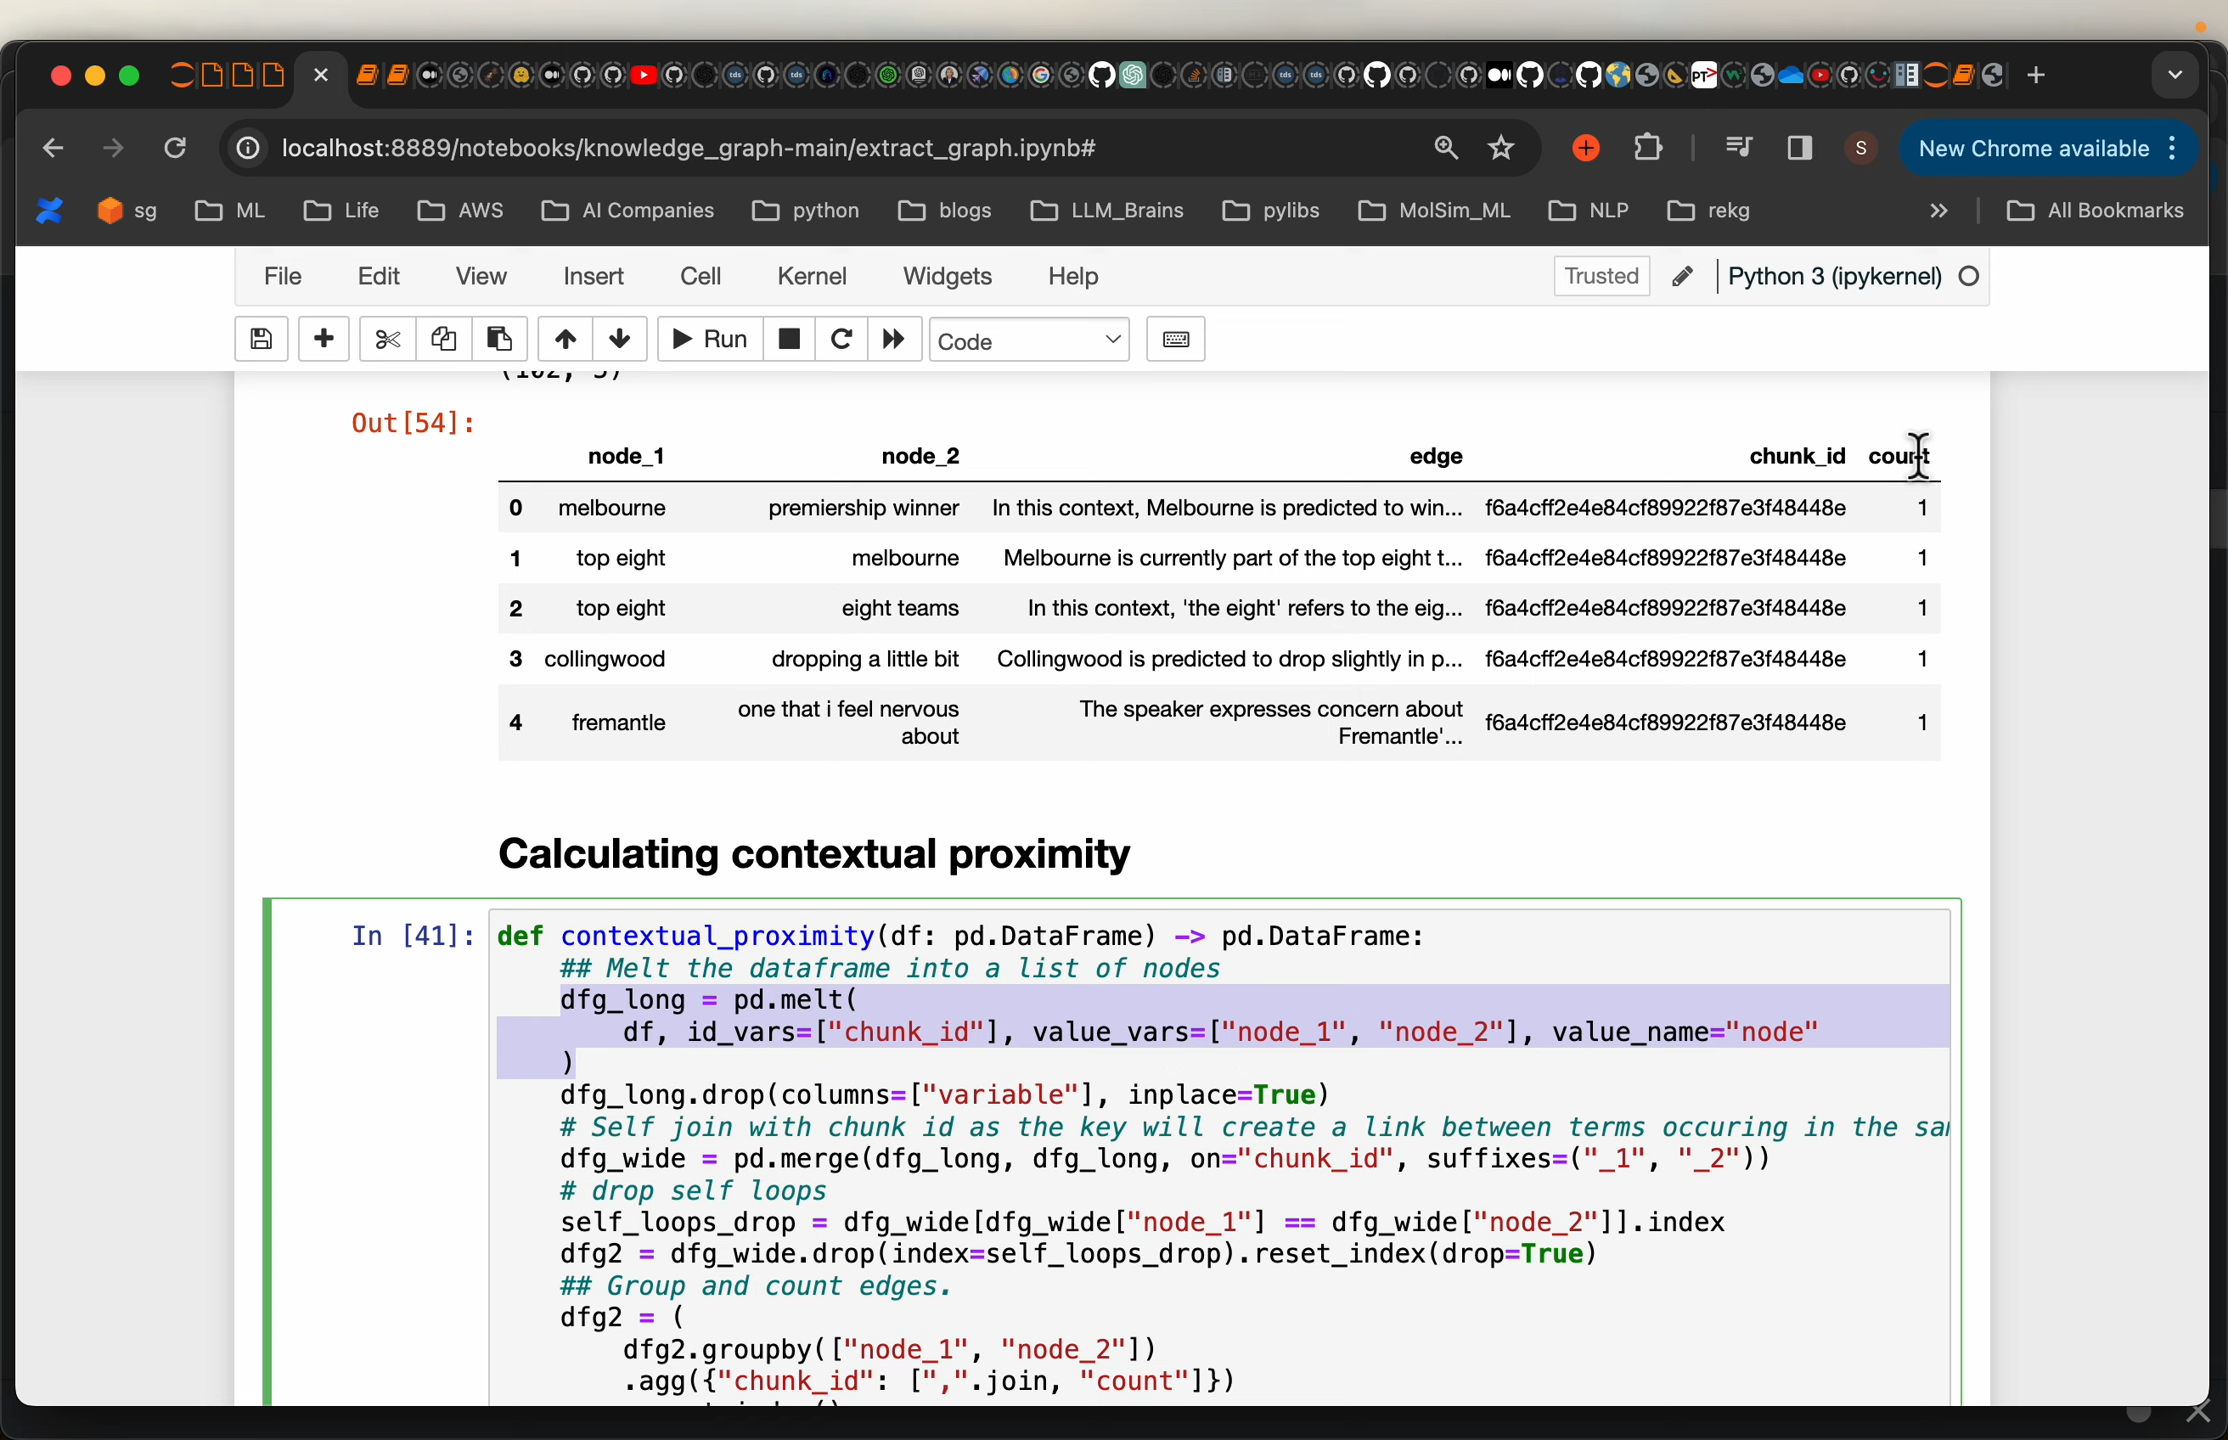 localhost:8889/notebooks/knowledge_graph-main/extract_graph.ipynb#
S
New Chrome available
sg ML Life AWS AI Companies python blogs LLM_Brains pylibs MolSim_ML NLP rekg » All Bookmarks
File Edit View Insert Cell Kernel Widgets Help Trusted Python 3 (ipykernel)
Run Code
Out[54]:
node_1 node_2 edge chunk_id count
0 melbourne premiership winner In this context, Melbourne is predicted to win... f6a4cff2e4e84cf89922f87e3f48448e 1
1 top eight melbourne Melbourne is currently part of the top eight t... f6a4cff2e4e84cf89922f87e3f48448e 1
2 top eight eight teams In this context, 'the eight' refers to the eig... f6a4cff2e4e84cf89922f87e3f48448e 1
3 collingwood dropping a little bit Collingwood is predicted to drop slightly in p... f6a4cff2e4e84cf89922f87e3f48448e 1
4 fremantle one that i feel nervous about The speaker expresses concern about Fremantle'... f6a4cff2e4e84cf89922f87e3f48448e 1
Calculating contextual proximity
In [41]: def contextual_proximity(df: pd.DataFrame) -> pd.DataFrame:
## Melt the dataframe into a list of nodes
dfg_long = pd.melt(
df, id_vars=["chunk_id"], value_vars=["node_1", "node_2"], value_name="node"
)
dfg_long.drop(columns=["variable"], inplace=True)
# Self join with chunk id as the key will create a link between terms occuring in the
dfg_wide = pd.merge(dfg_long, dfg_long, on="chunk_id", suffixes=("_1", "_2"))
# drop self loops
self_loops_drop = dfg_wide[dfg_wide["node_1"] == dfg_wide["node_2"]].index
dfg2 = dfg_wide.drop(index=self_loops_drop).reset_index(drop=True)
## Group and count edges.
dfg2 = (
dfg2.groupby(["node_1", "node_2"])
.agg({"chunk_id": [",".join, "count"]})